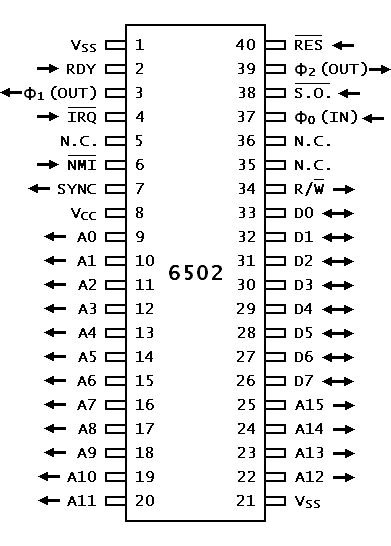 Vss 1 40 RES
RDY 2 39 Φ2 (OUT)
Φ1 (OUT) 3 38 S.O.
IRQ 4 37 Φ0 (IN)
N.C. 5 36 N.C.
NMI 6 35 N.C.
SYNC 7 34 R/W
Vcc 8 33 D0
A0 9 32 D1
A1 10 31 D2
6502
A2 11 30 D3
A3 12 29 D4
A4 13 28 D5
A5 14 27 D6
A6 15 26 D7
A7 16 25 A15
A8 17 24 A14
A9 18 23 A13
A10 19 22 A12
A11 20 21 Vss